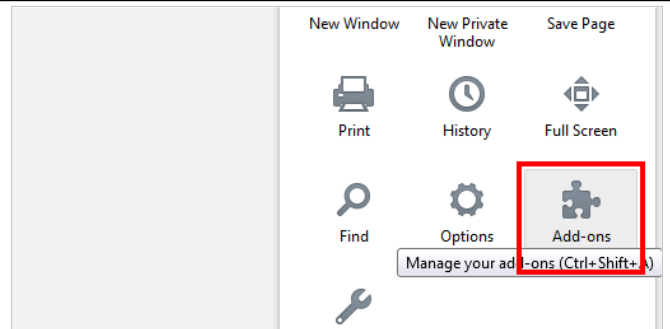 New Window New Private Save Page
Window
Print History Full Screen
Find Options Add-ons
Manage your add-ons (Ctrl+Shift+A)